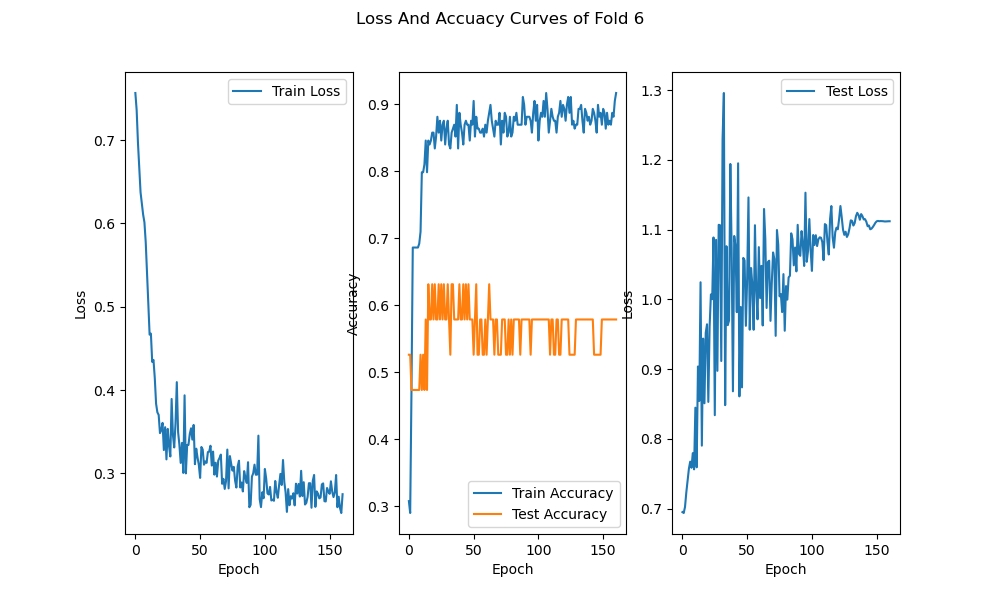 Loss And Accuacy Curves of Fold 6
Train Loss
0.7
0.6
0.5
0.4
0.3
Loss
0
50
100
150
Epoch
0.9
0.8
0.7
0.6
0.5
0.4
0.3
Accuracy
Train Accuracy
Test Accuracy
0
50
100
150
Epoch
Test Loss
1.3
1.2
1.1
1.0
0.9
0.8
0.7
Loss
0
50
100
150
Epoch